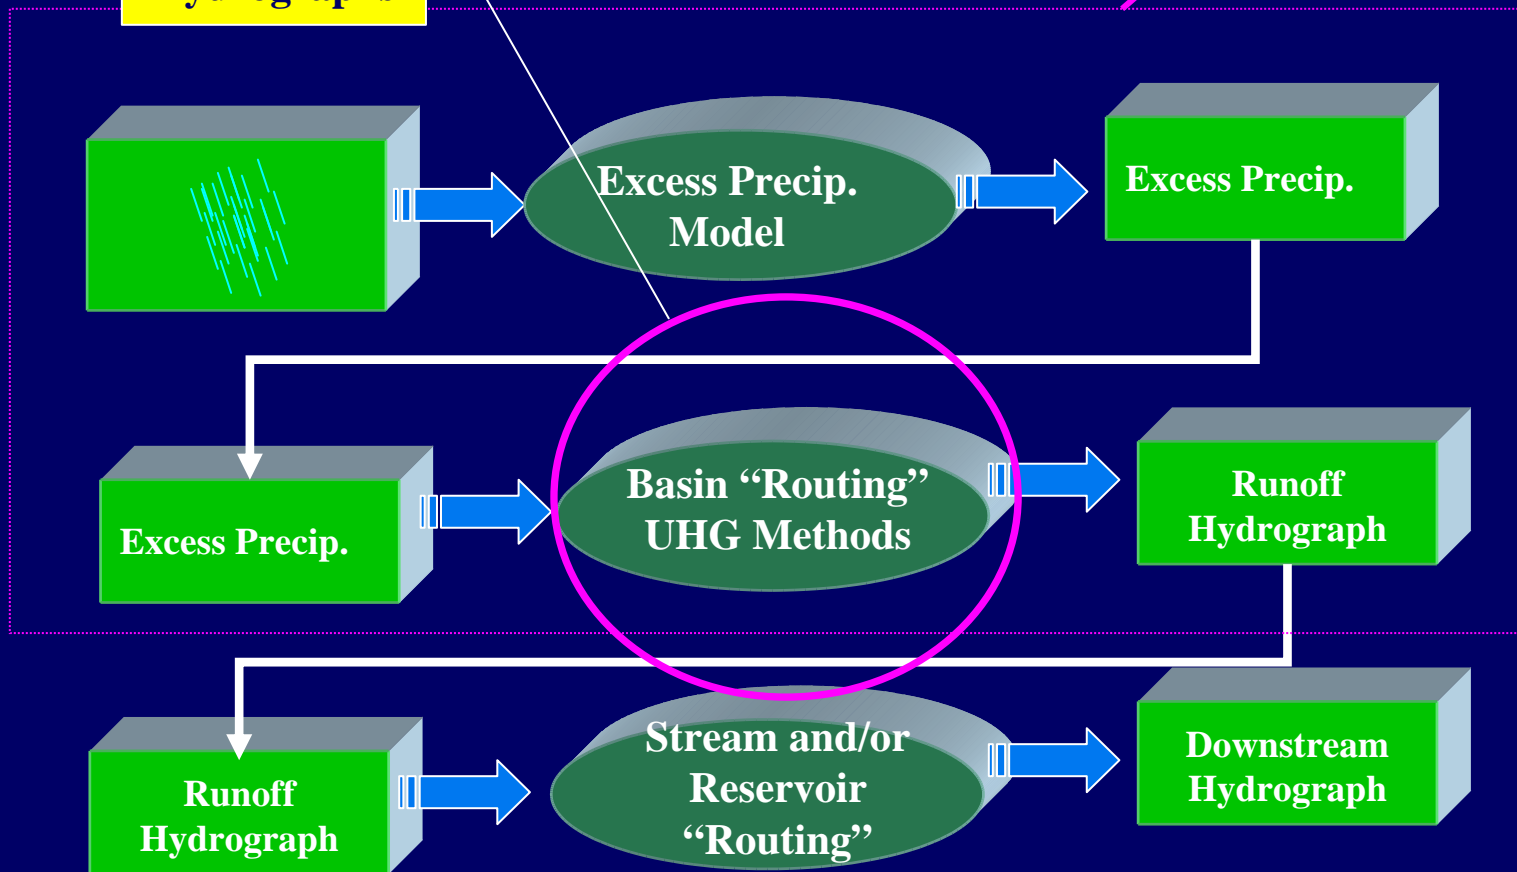 Excess Precip.
Model
Excess Precip.
Excess Precip.
Basin “Routing”
UHG Methods
Runoff
Hydrograph
Runoff
Hydrograph
Stream and/or
Reservoir
“Routing”
Downstream
Hydrograph